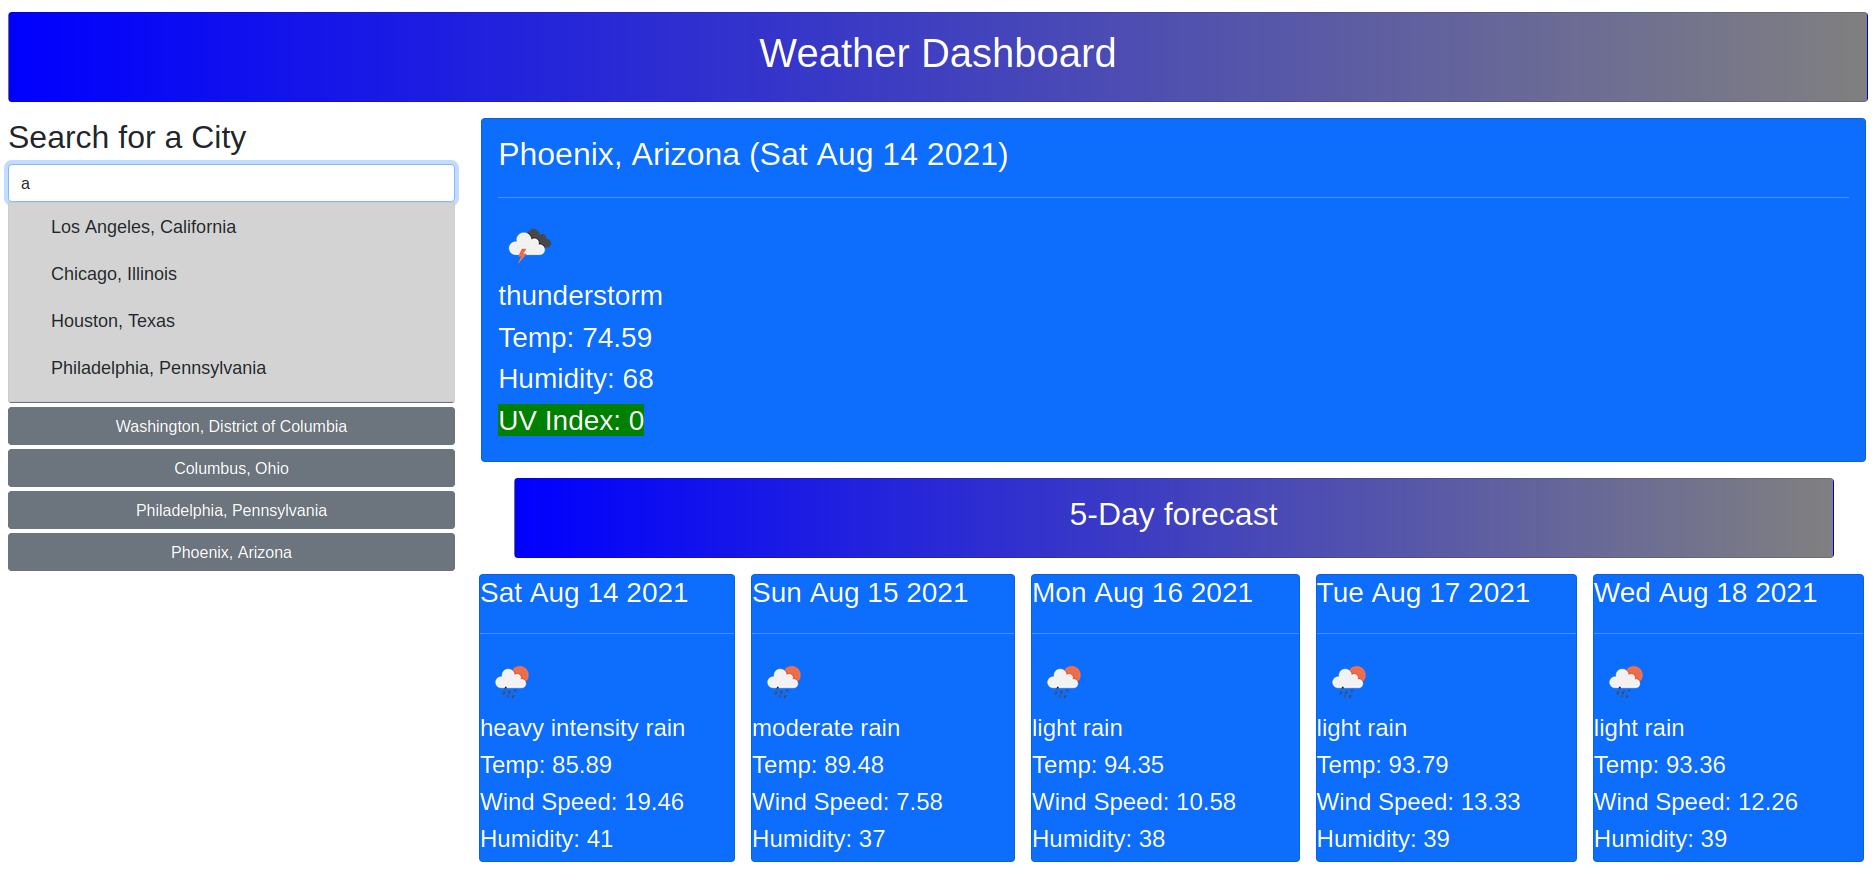 Weather Dashboard
Search for a City
a
Los Angeles, California
Chicago, Illinois
Houston, Texas
Philadelphia, Pennsylvania
Washington, District of Columbia
Columbus, Ohio
Philadelphia, Pennsylvania
Phoenix, Arizona
Phoenix, Arizona (Sat Aug 14 2021)
thunderstorm
Temp: 74.59
Humidity: 68
UV Index: 0
5-Day forecast
Sat Aug 14 2021
heavy intensity rain
Temp: 85.89
Wind Speed: 19.46
Humidity: 41
Sun Aug 15 2021
moderate rain
Temp: 89.48
Wind Speed: 7.58
Humidity: 37
Mon Aug 16 2021
light rain
Temp: 94.35
Wind Speed: 10.58
Humidity: 38
Tue Aug 17 2021
light rain
Temp: 93.79
Wind Speed: 13.33
Humidity: 39
Wed Aug 18 2021
light rain
Temp: 93.36
Wind Speed: 12.26
Humidity: 39